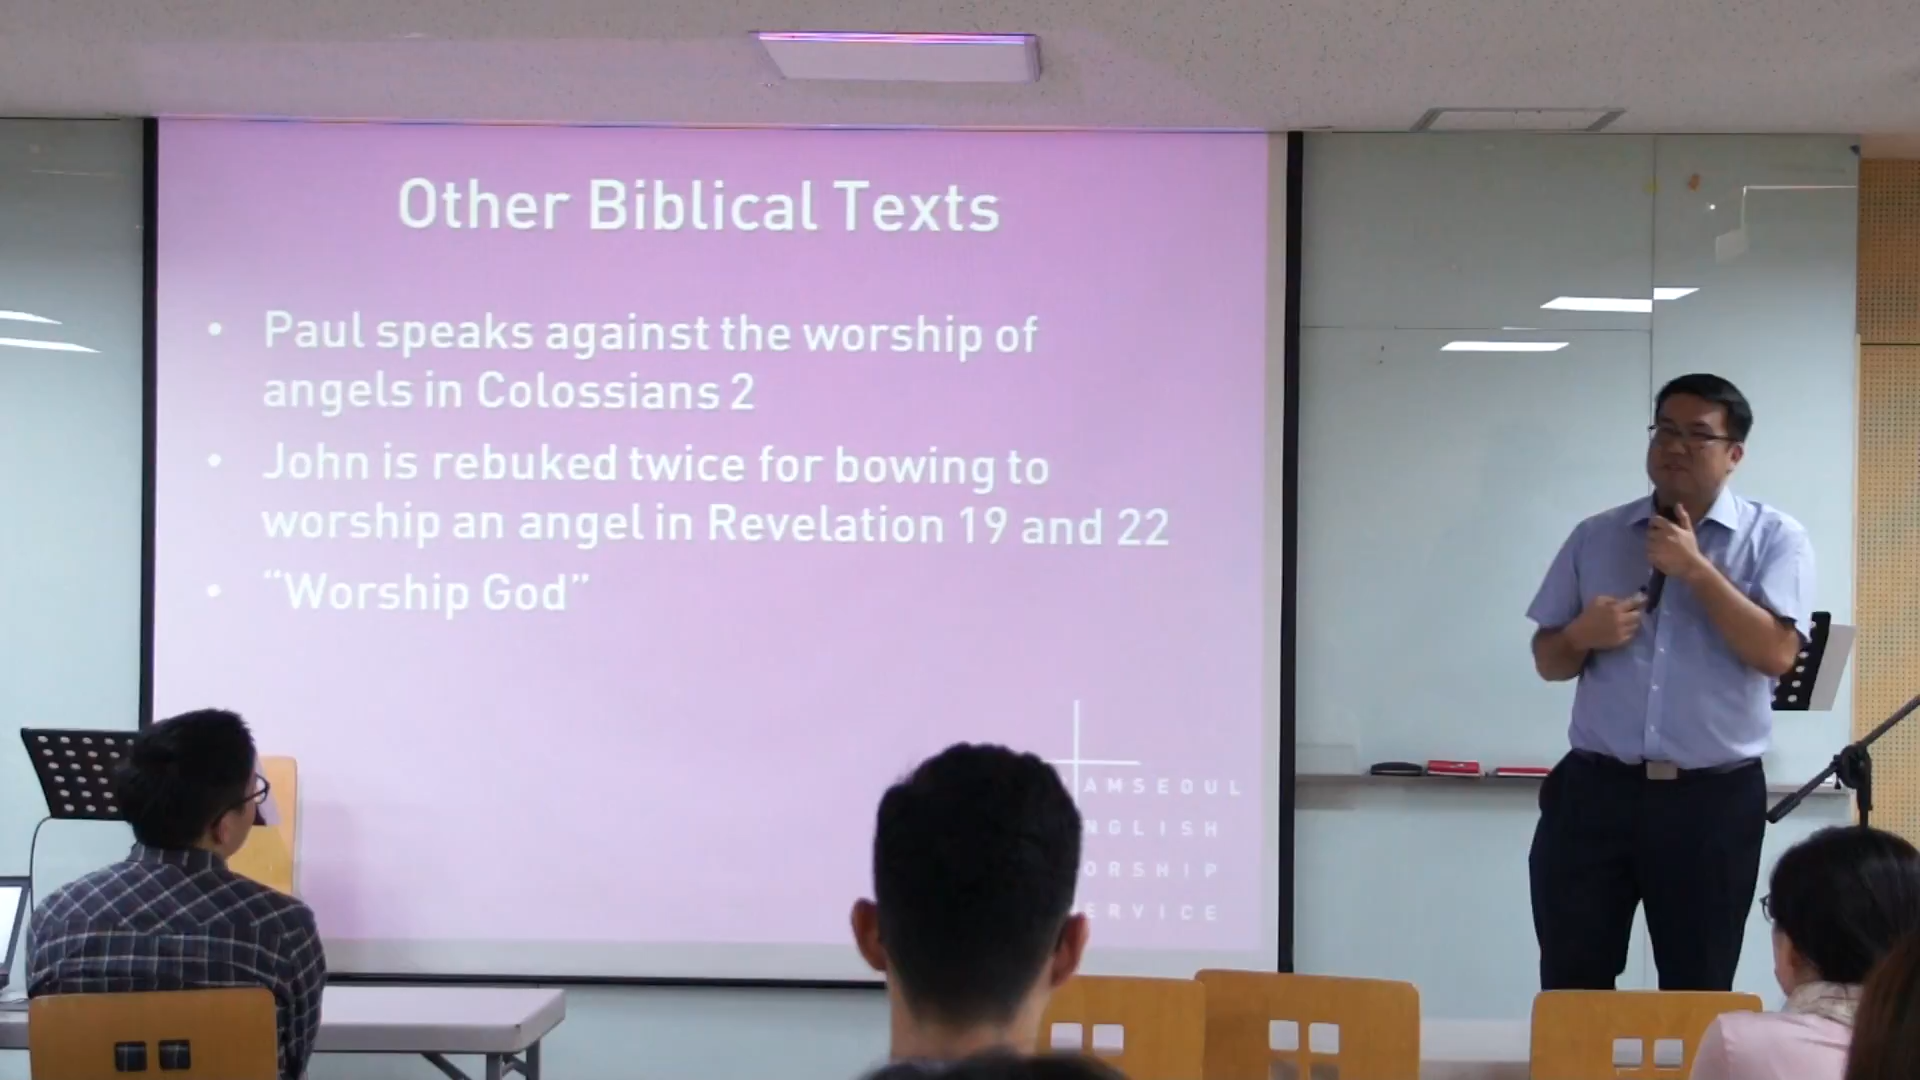 Other Biblical Texts
• Paul speaks against the worship of
angels in Colossians 2
• John is rebuked twice for bowing to
worship an angel in Revelation 19 and 22
• “Worship God”
AMSEOUL
NGLISH
ORSHIP
ERVICE